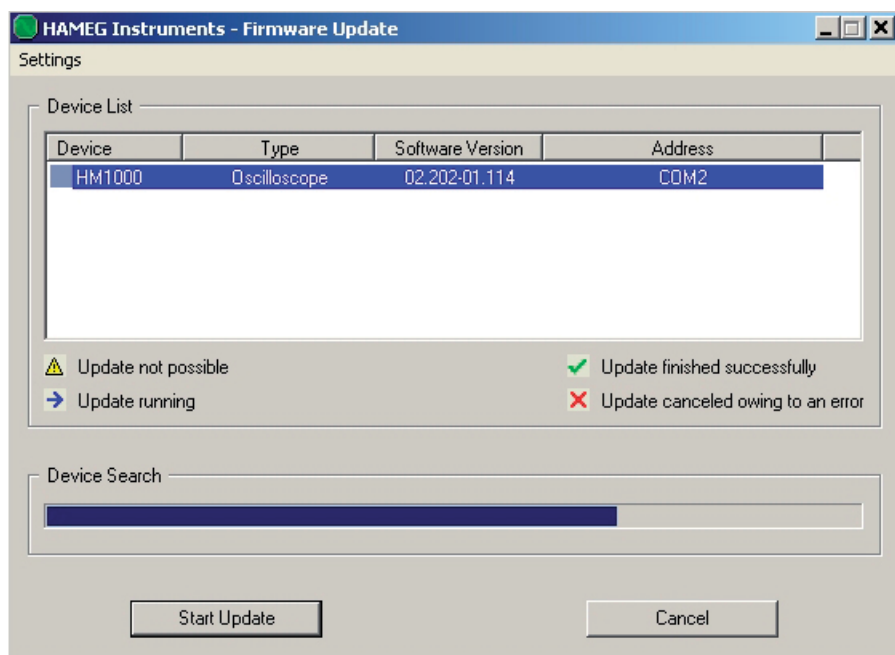 HAMEG Instruments - Firmware Update
Settings
Device List
Device Type Software Version Address
HM1000 Oscilloscope 02.202-01.114 COM2
Update not possible Update finished successfully
Update running Update canceled owing to an error
Device Search
Start Update Cancel